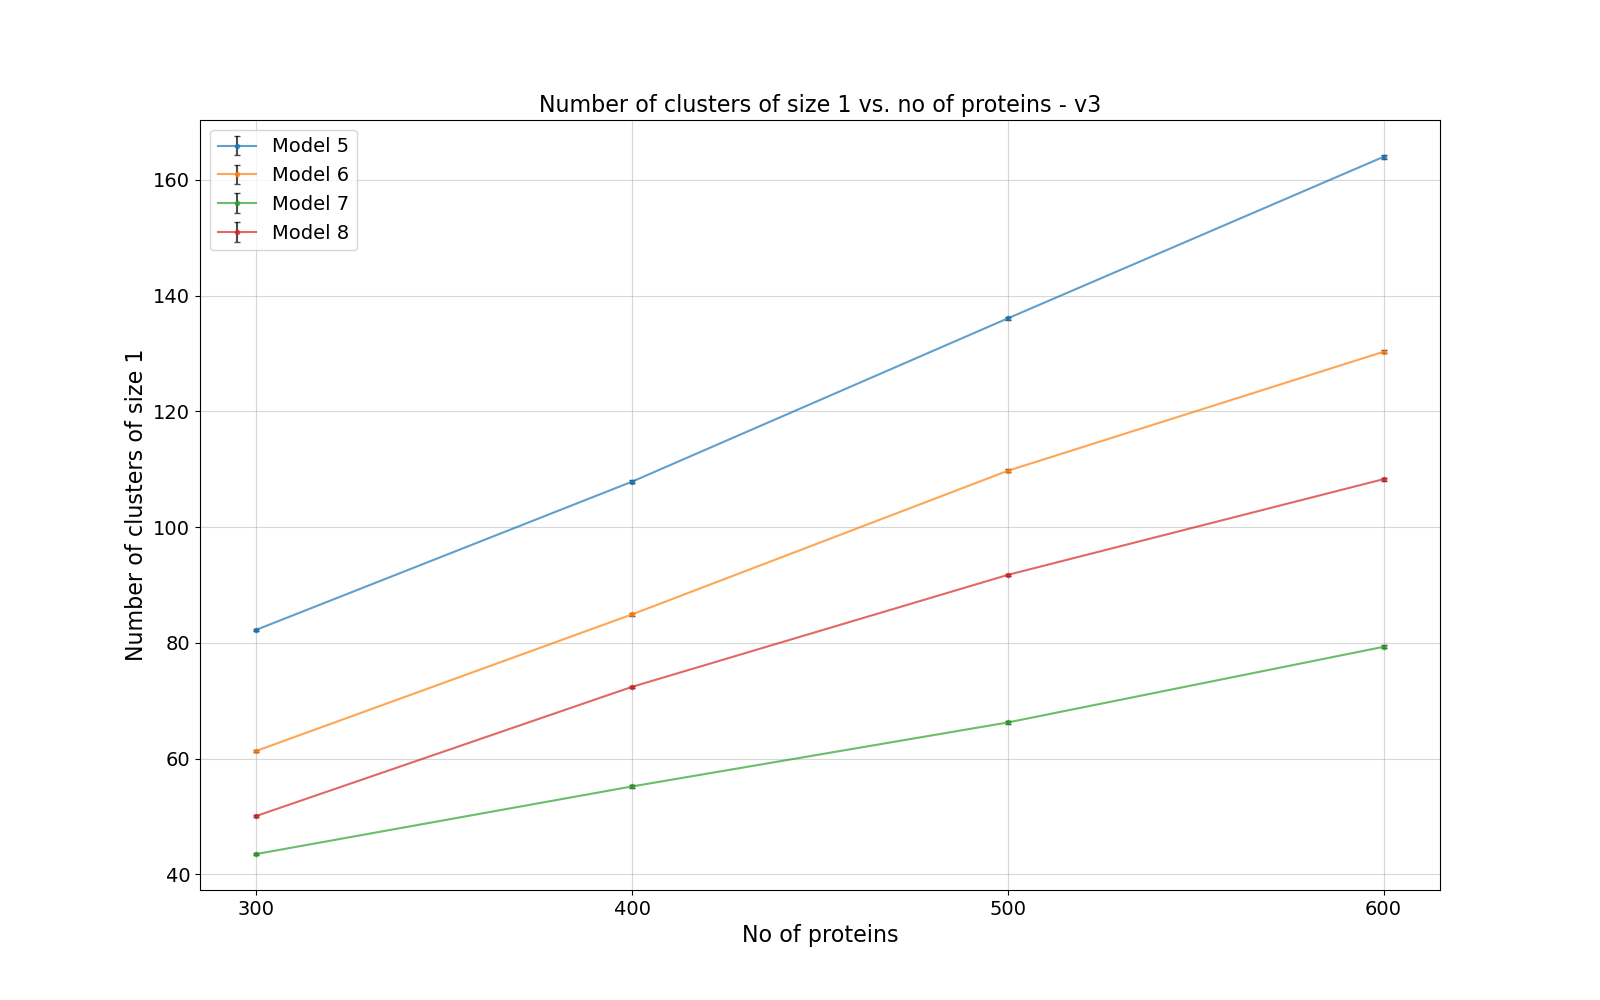 Number of clusters of size 1 vs. no of proteins - v3
Model 5
Model 6
Model 7
Model 8
Number of clusters of size 1
160
140
120
100
80
60
40
300 400 500 600
No of proteins